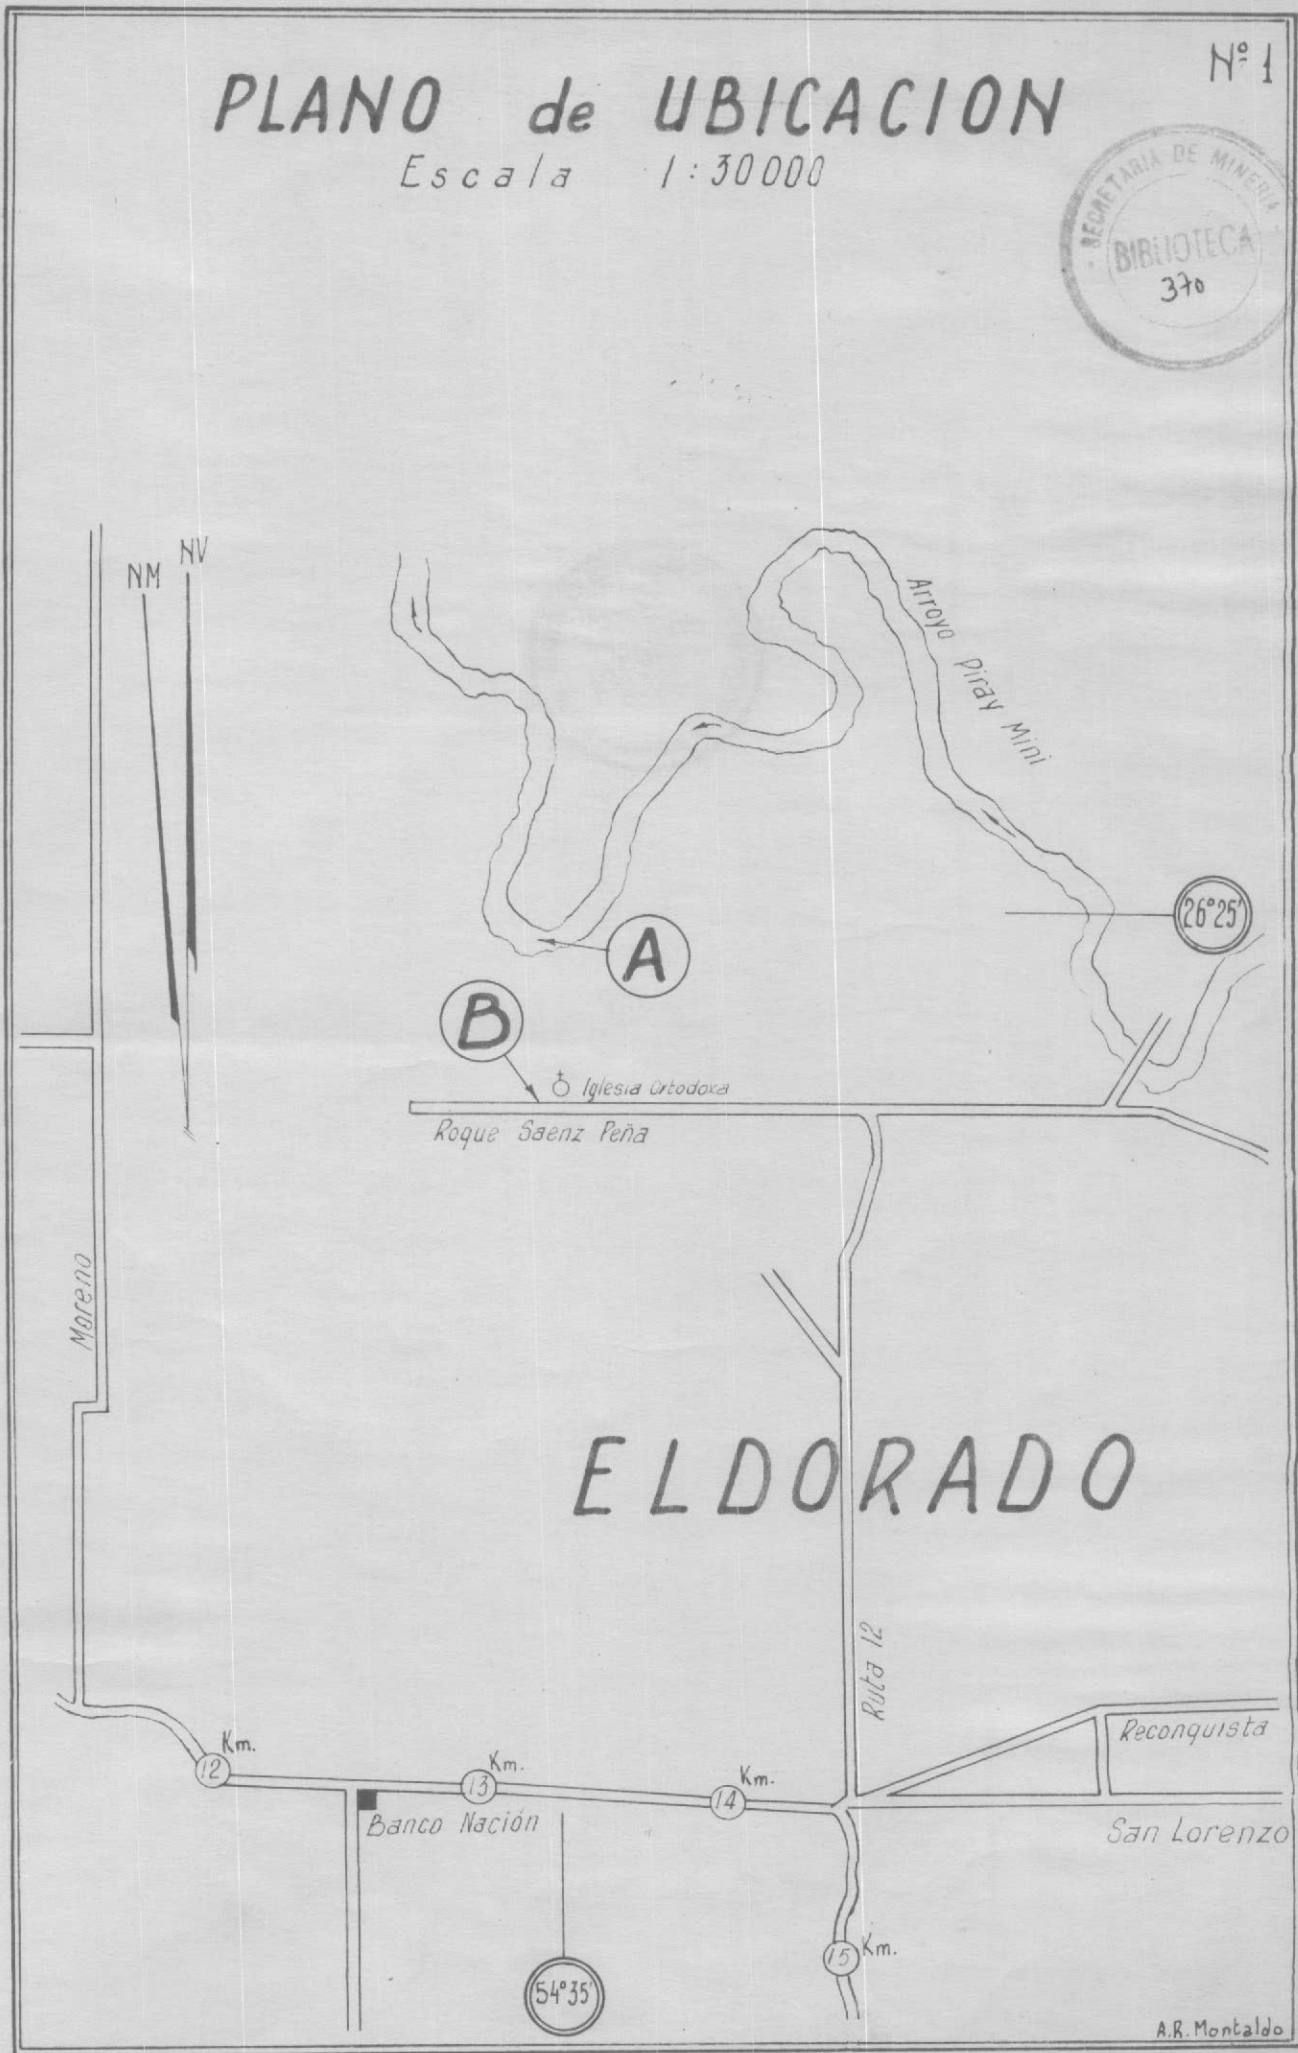 Nº 1
PLANO de UBICACION
Escala 1:30000
SECRETARIA DE MINERIA
BIBLIOTECA
370
NM
NV
Arroyo Piray Mini
26°25'
A
B
Iglesia Ortodoxa
Roque Saenz Peña
Moreno
ELDORADO
Ruta 12
Reconquista
Km.
12
Km.
13
Km.
14
Banco Nación
San Lorenzo
Km.
15
54°35'
A.R. Montaldo